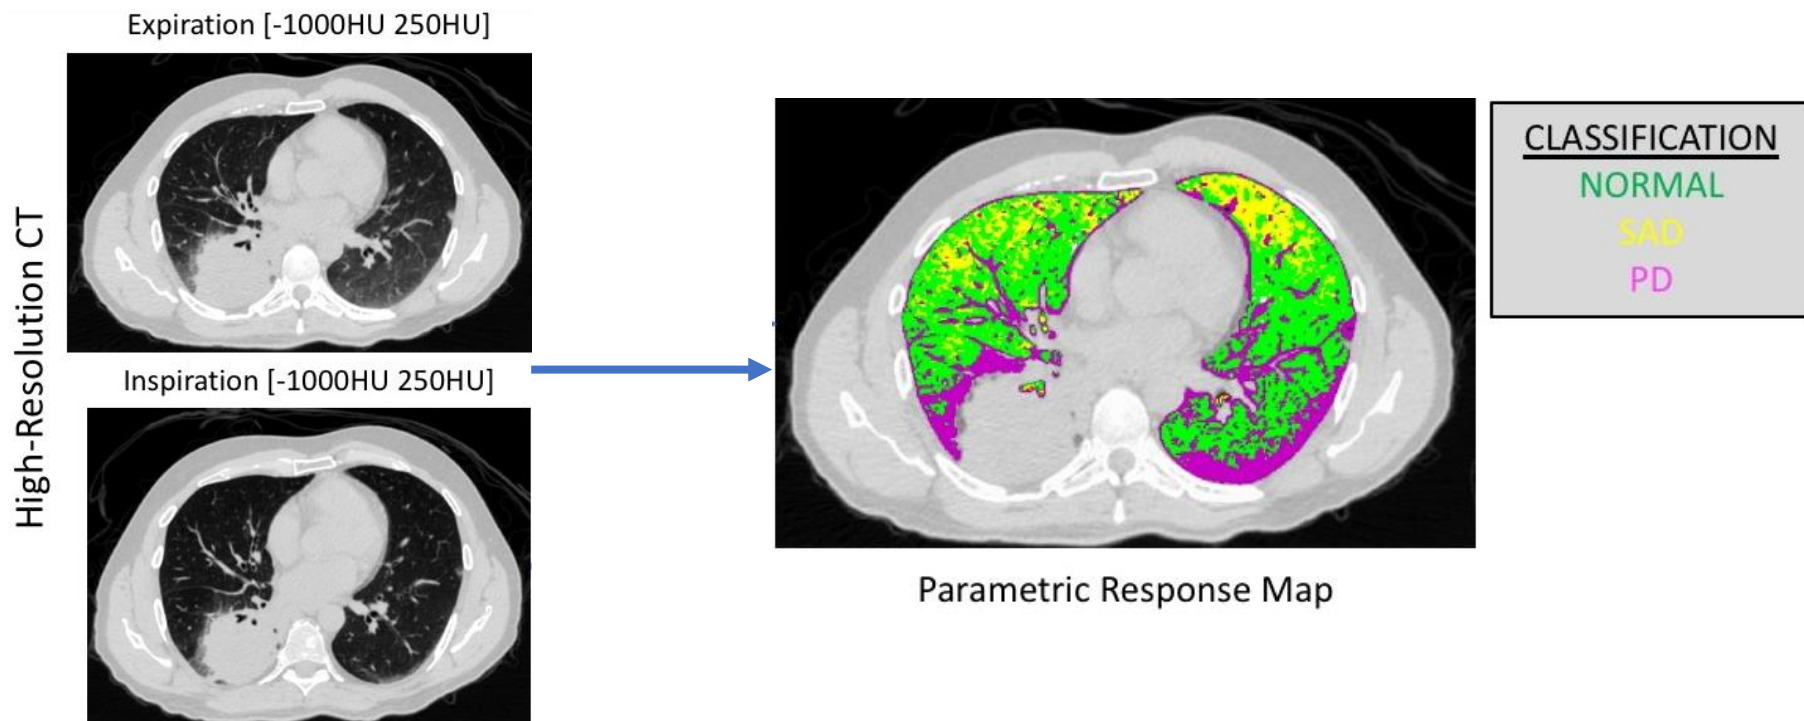 Expiration [-1000HU 250HU]
High-Resolution CT
Inspiration [-1000HU 250HU]
CLASSIFICATION
NORMAL
SAD
PD
Parametric Response Map